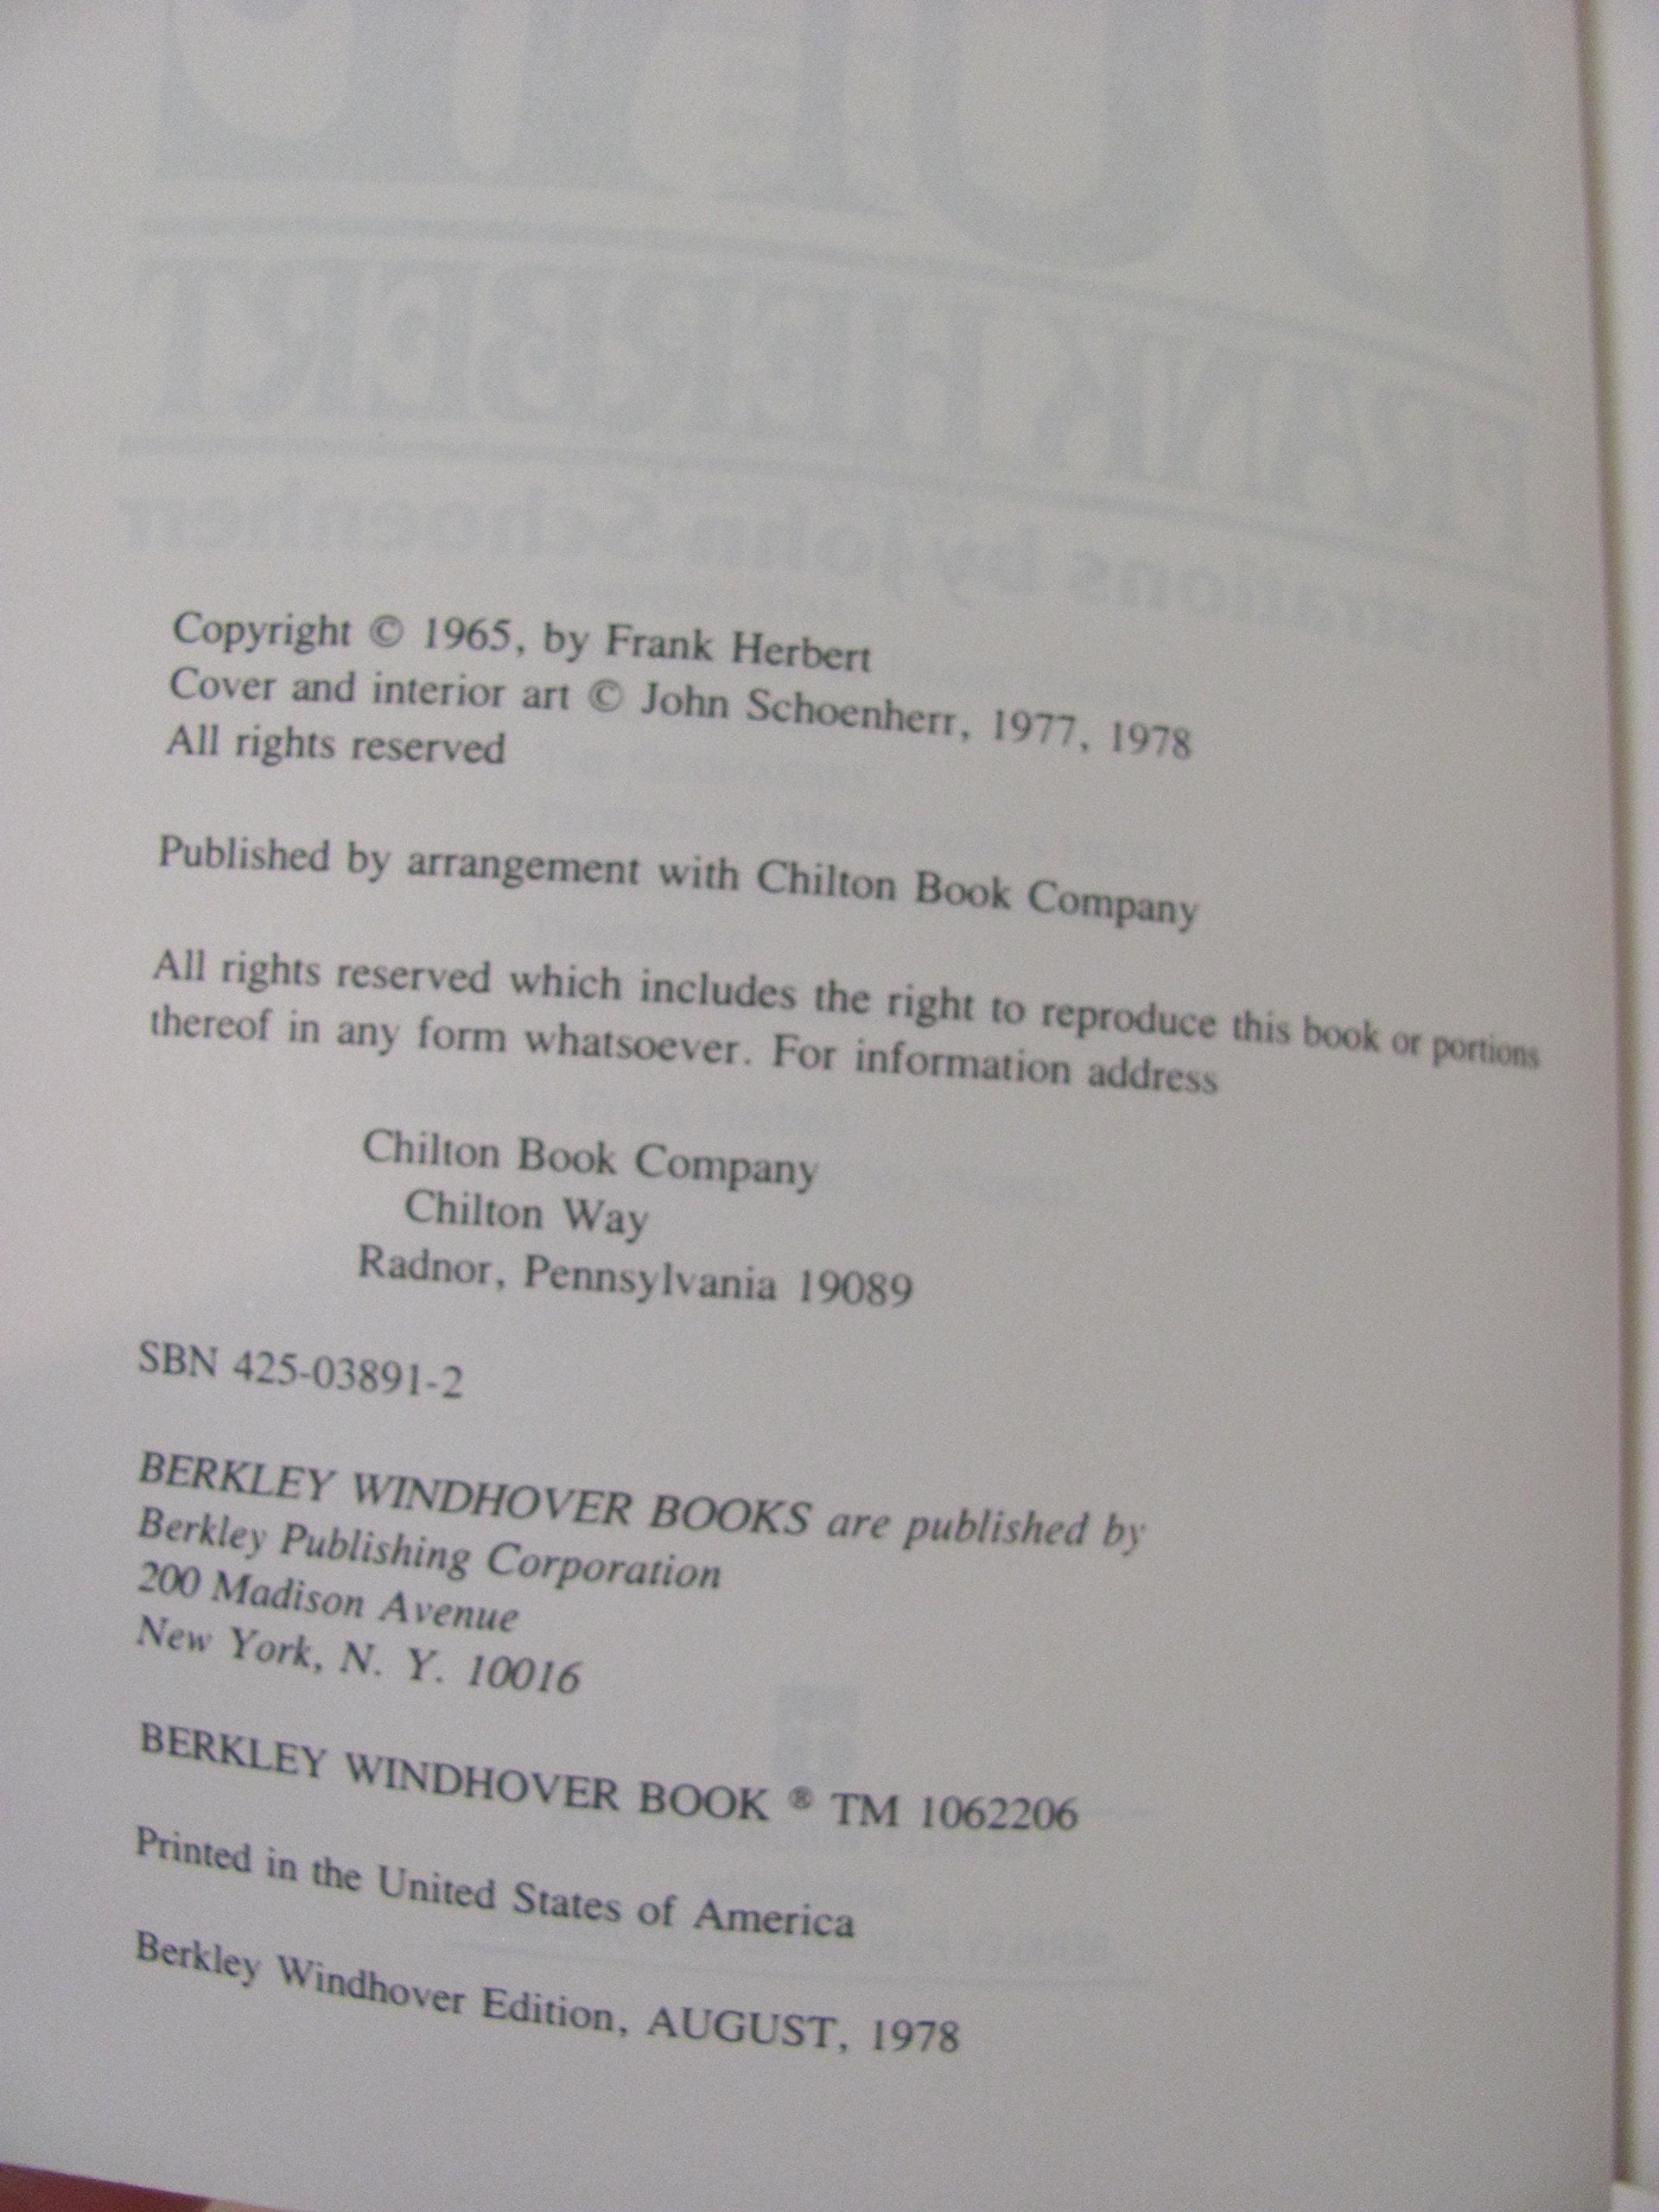 Copyright © 1965, by Frank Herbert
Cover and interior art © John Schoenherr, 1977, 1978
All rights reserved
Published by arrangement with Chilton Book Company
All rights reserved which includes the right to reproduce this book or portions
thereof in any form whatsoever. For information address
Chilton Book Company
Chilton Way
Radnor, Pennsylvania 19089
SBN 425-03891-2
BERKLEY WINDHOVER BOOKS are published by
Berkley Publishing Corporation
200 Madison Avenue
New York, N. Y. 10016
BERKLEY WINDHOVER BOOK ® TM 1062206
Printed in the United States of America
Berkley Windhover Edition, AUGUST, 1978